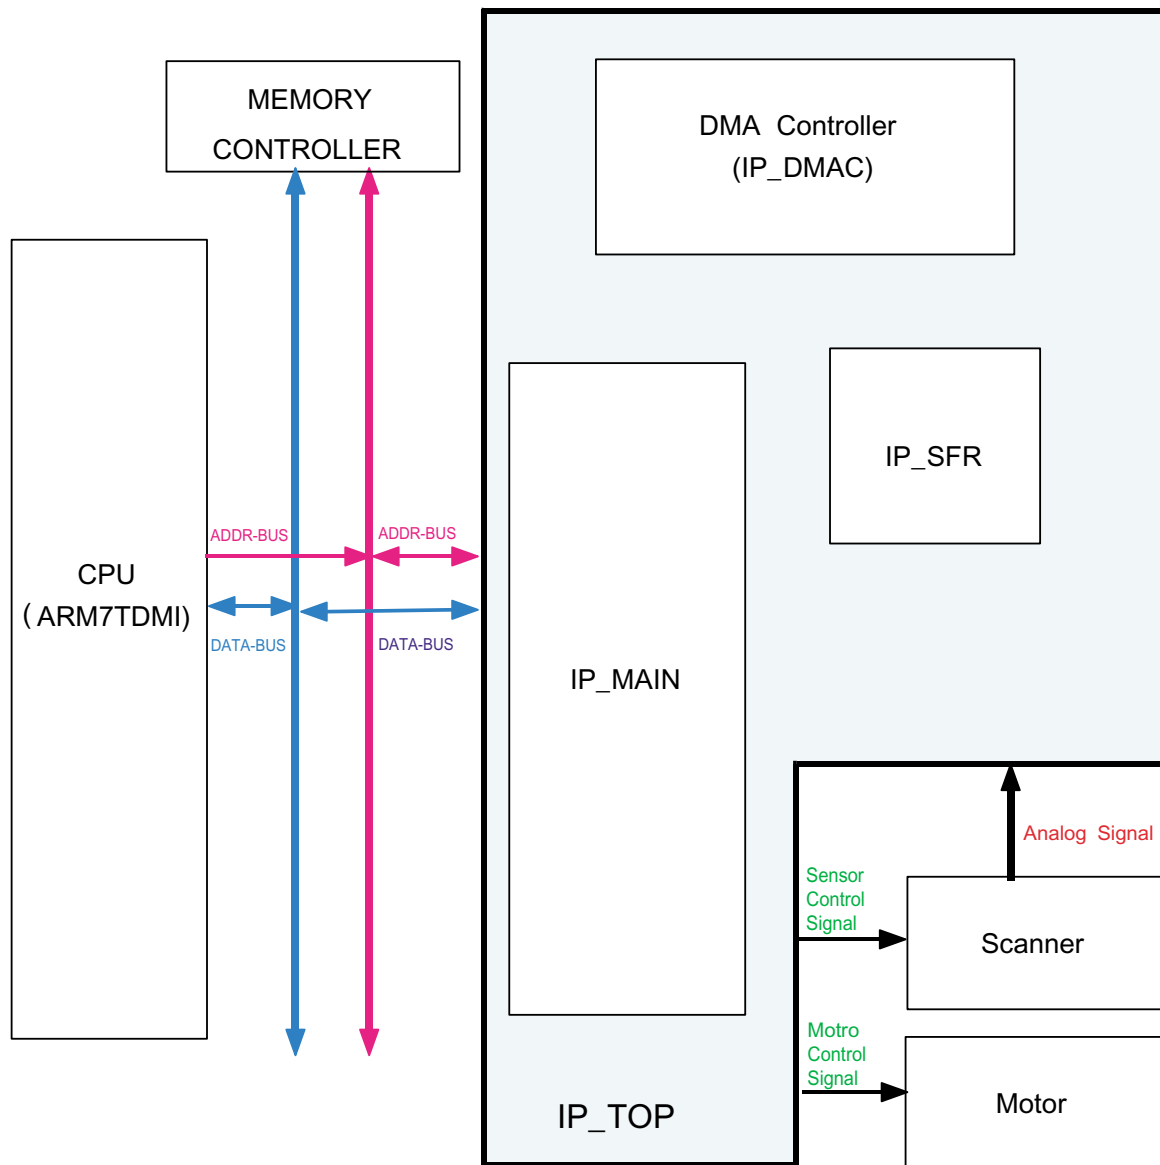 MEMORY
CONTROLLER
DMA Controller
(IP_DMAC)
IP_SFR
ADDR-BUS
ADDR-BUS
CPU
(ARM7TDMI)
DATA-BUS
DATA-BUS
IP_MAIN
Analog Signal
Sensor
Control
Signal
Scanner
Motro
Control
Signal
Motor
IP_TOP